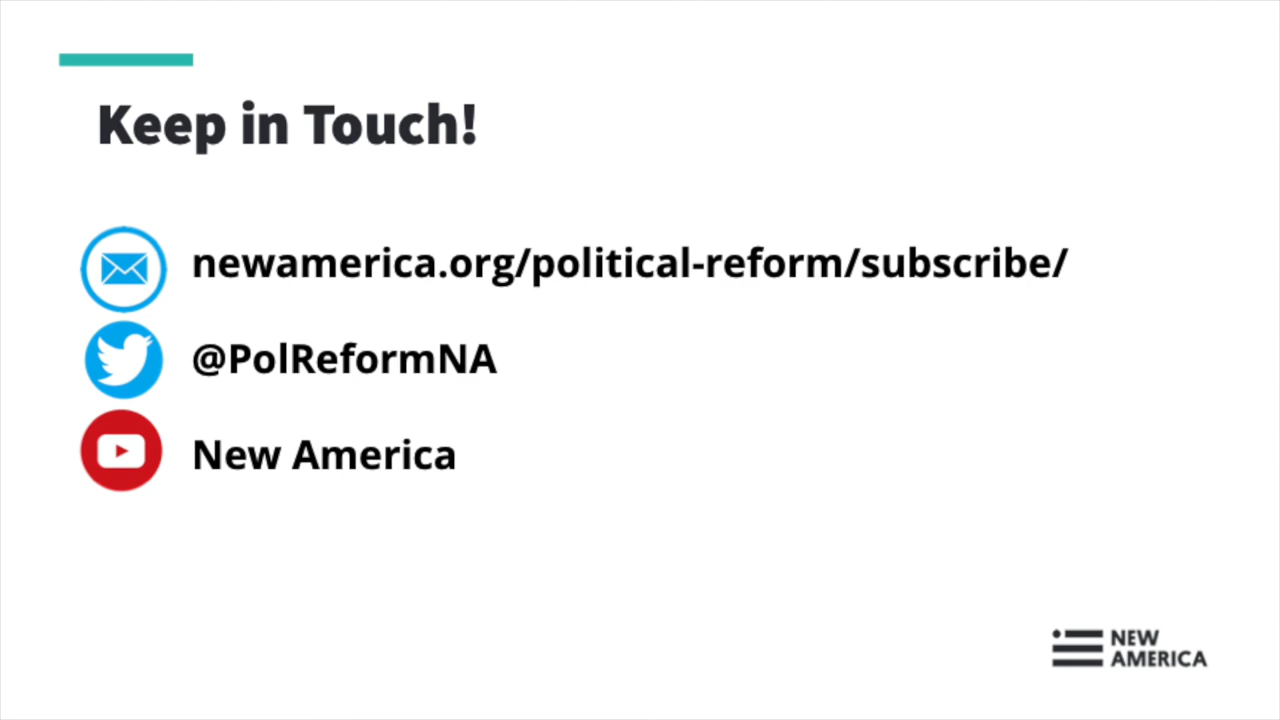 Keep in Touch!
newamerica.org/political-reform/subscribe/
@PolReformNA
New America
NEW
AMERICA